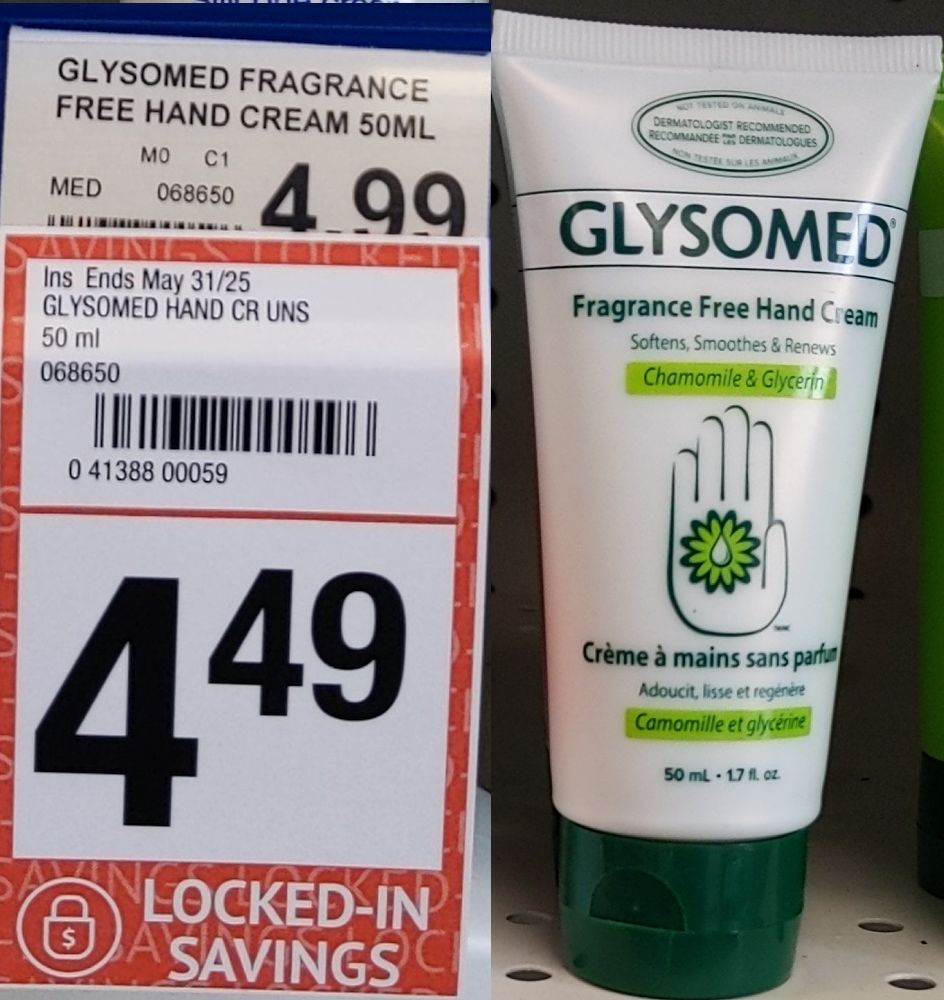 GLYSOMED FRAGRANCE
FREE HAND CREAM 50ML
M0 C1
MED 068650 4.99
Ins Ends May 31/25
GLYSOMED HAND CR UNS
50 ml
068650
0 41388 00059
4 49
LOCKED-IN
SAVINGS
NOT TESTED ON ANIMALS
DERMATOLOGIST RECOMMENDED
RECOMMANDÉE PAR LES DERMATOLOGUES
NON TESTÉE SUR LES ANIMAUX
GLYSOMED®
Fragrance Free Hand Cream
Softens, Smoothes & Renews
Chamomile & Glycerin
Crème à mains sans parfum
Adoucit, lisse et regénère
Camomille et glycérine
50 mL • 1.7 fl. oz.